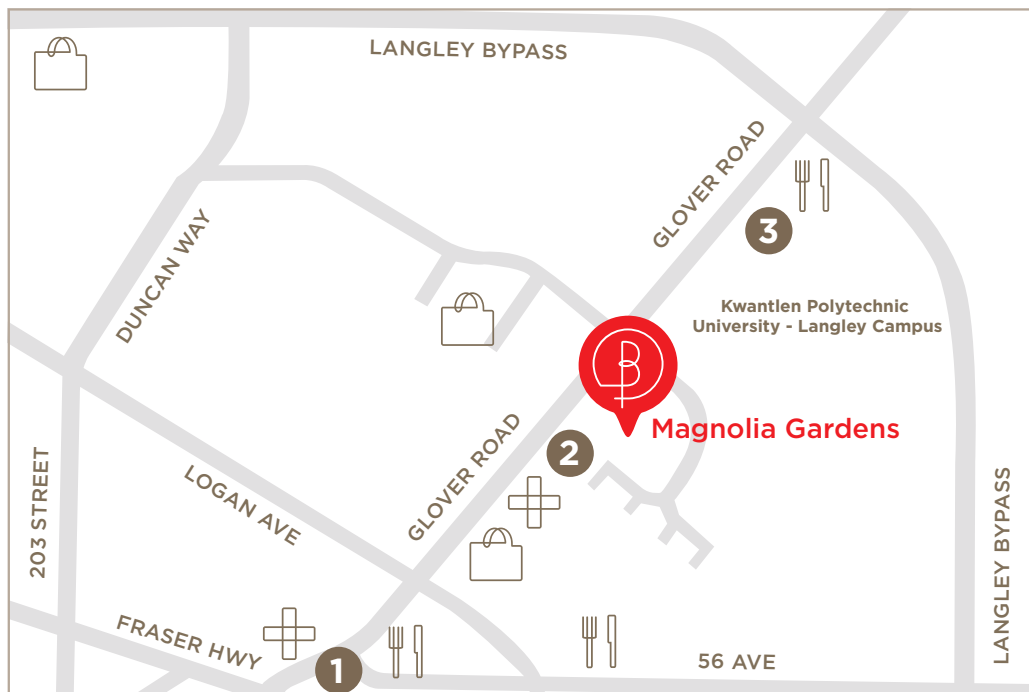 LANGLEY BYPASS
GLOVER ROAD
3
DUNCAN WAY
Kwantlen Polytechnic
University - Langley Campus
B
Magnolia Gardens
GLOVER ROAD
2
LOGAN AVE
203 STREET
LANGLEY BYPASS
FRASER HWY
1
56 AVE